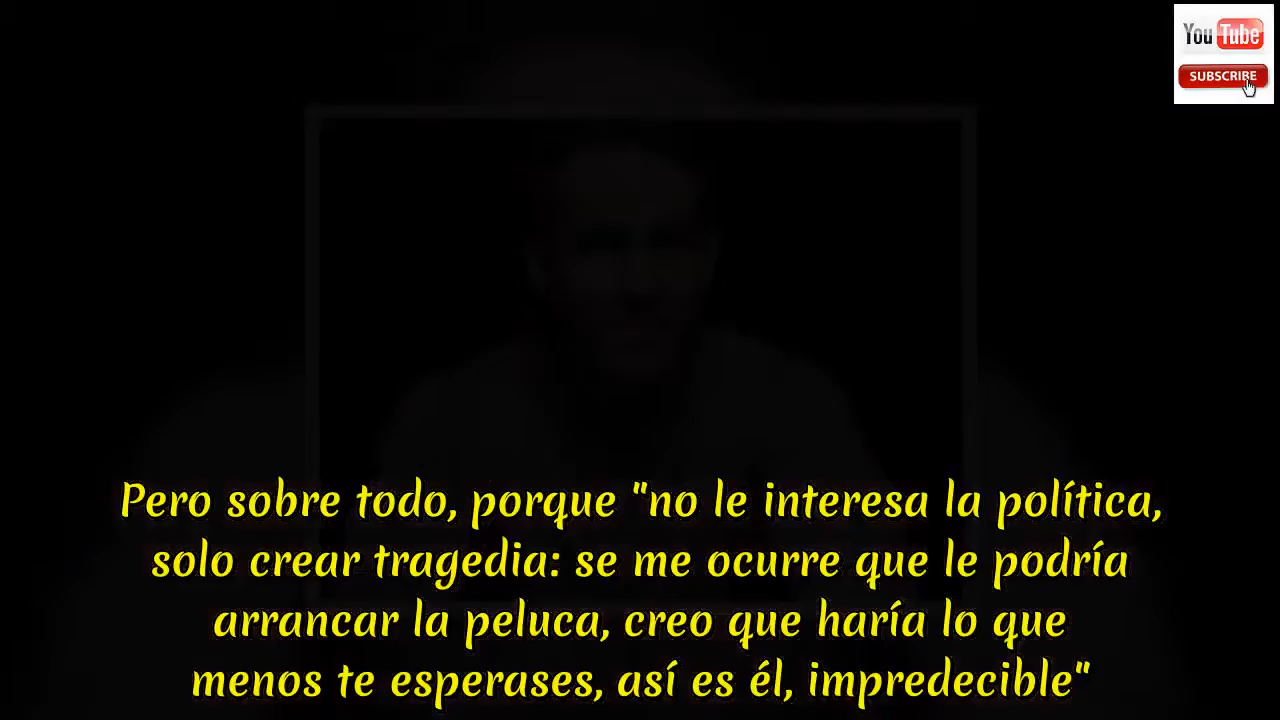 You Tube
SUBSCRIBE
Pero sobre todo, porque "no le interesa la política,
solo crear tragedia: se me ocurre que le podría
arrancar la peluca, creo que haría lo que
menos te esperases, así es él, impredecible"